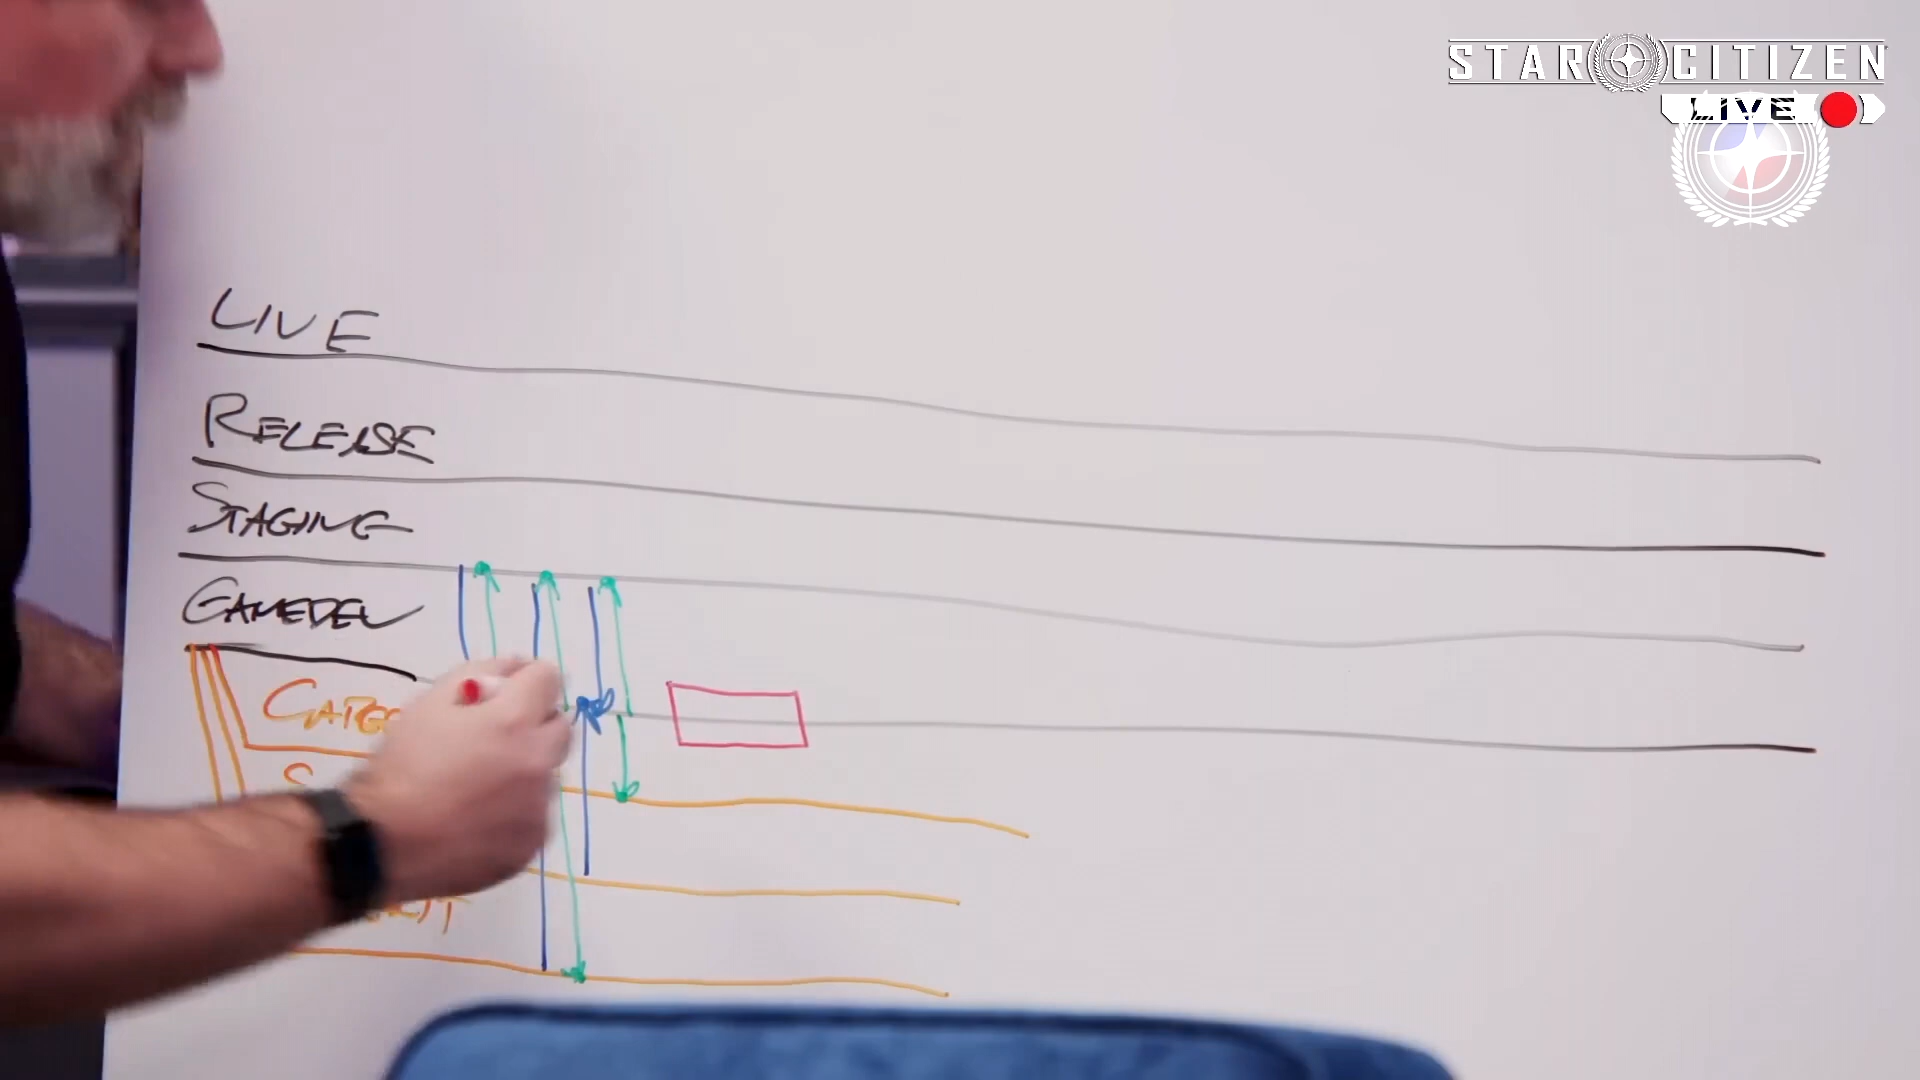 STAR CITIZEN
LIVE
LIVE
RELEASE
STAGING
GAMEDEV